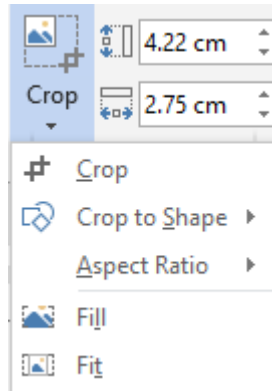 4.22 cm
Crop
2.75 cm
Crop
Crop to Shape
Aspect Ratio
Fill
Fit